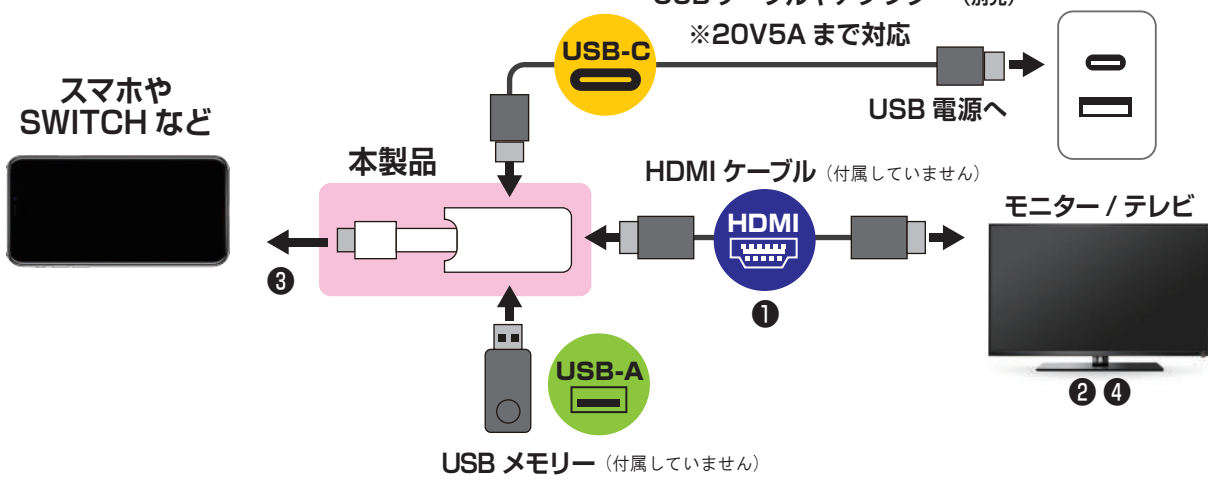 (別売)
※20V5A まで対応
USB-C
USB 電源へ
スマホや
SWITCH など
本製品
HDMI ケーブル（付属していません）
HDMI
モニター / テレビ
❸
❶
USB-A
❷ ❹
USB メモリー（付属していません）